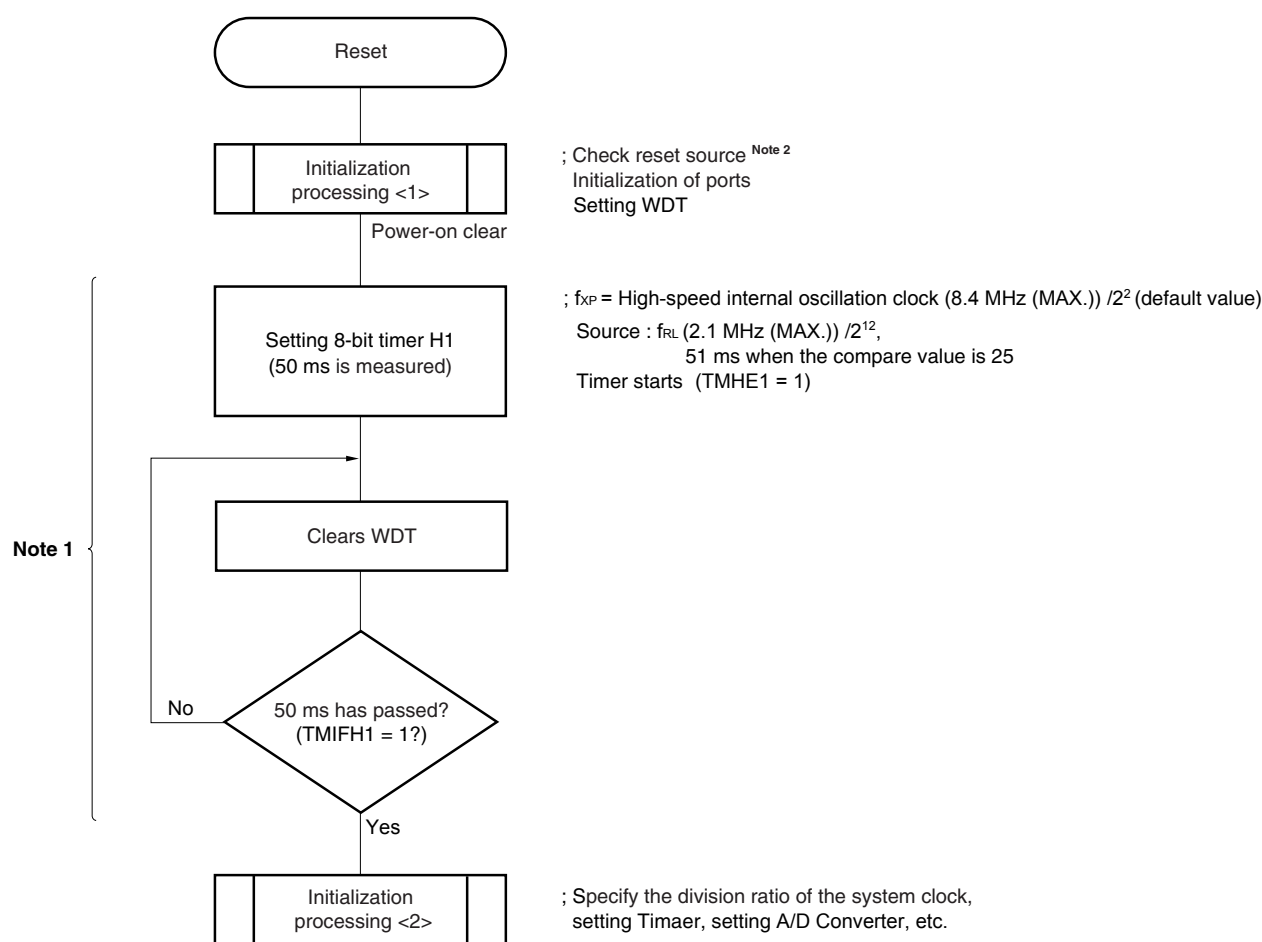 Reset
Initialization
processing <1>
; Check reset source Note 2
Initialization of ports
Setting WDT
Power-on clear
Setting 8-bit timer H1
(50 ms is measured)
; fXP = High-speed internal oscillation clock (8.4 MHz (MAX.)) /2² (default value)
Source : fRL (2.1 MHz (MAX.)) /2¹²,
51 ms when the compare value is 25
Timer starts (TMHE1 = 1)
Note 1
Clears WDT
No
50 ms has passed?
(TMIFH1 = 1?)
Yes
Initialization
processing <2>
; Specify the division ratio of the system clock,
setting Timaer, setting A/D Converter, etc.